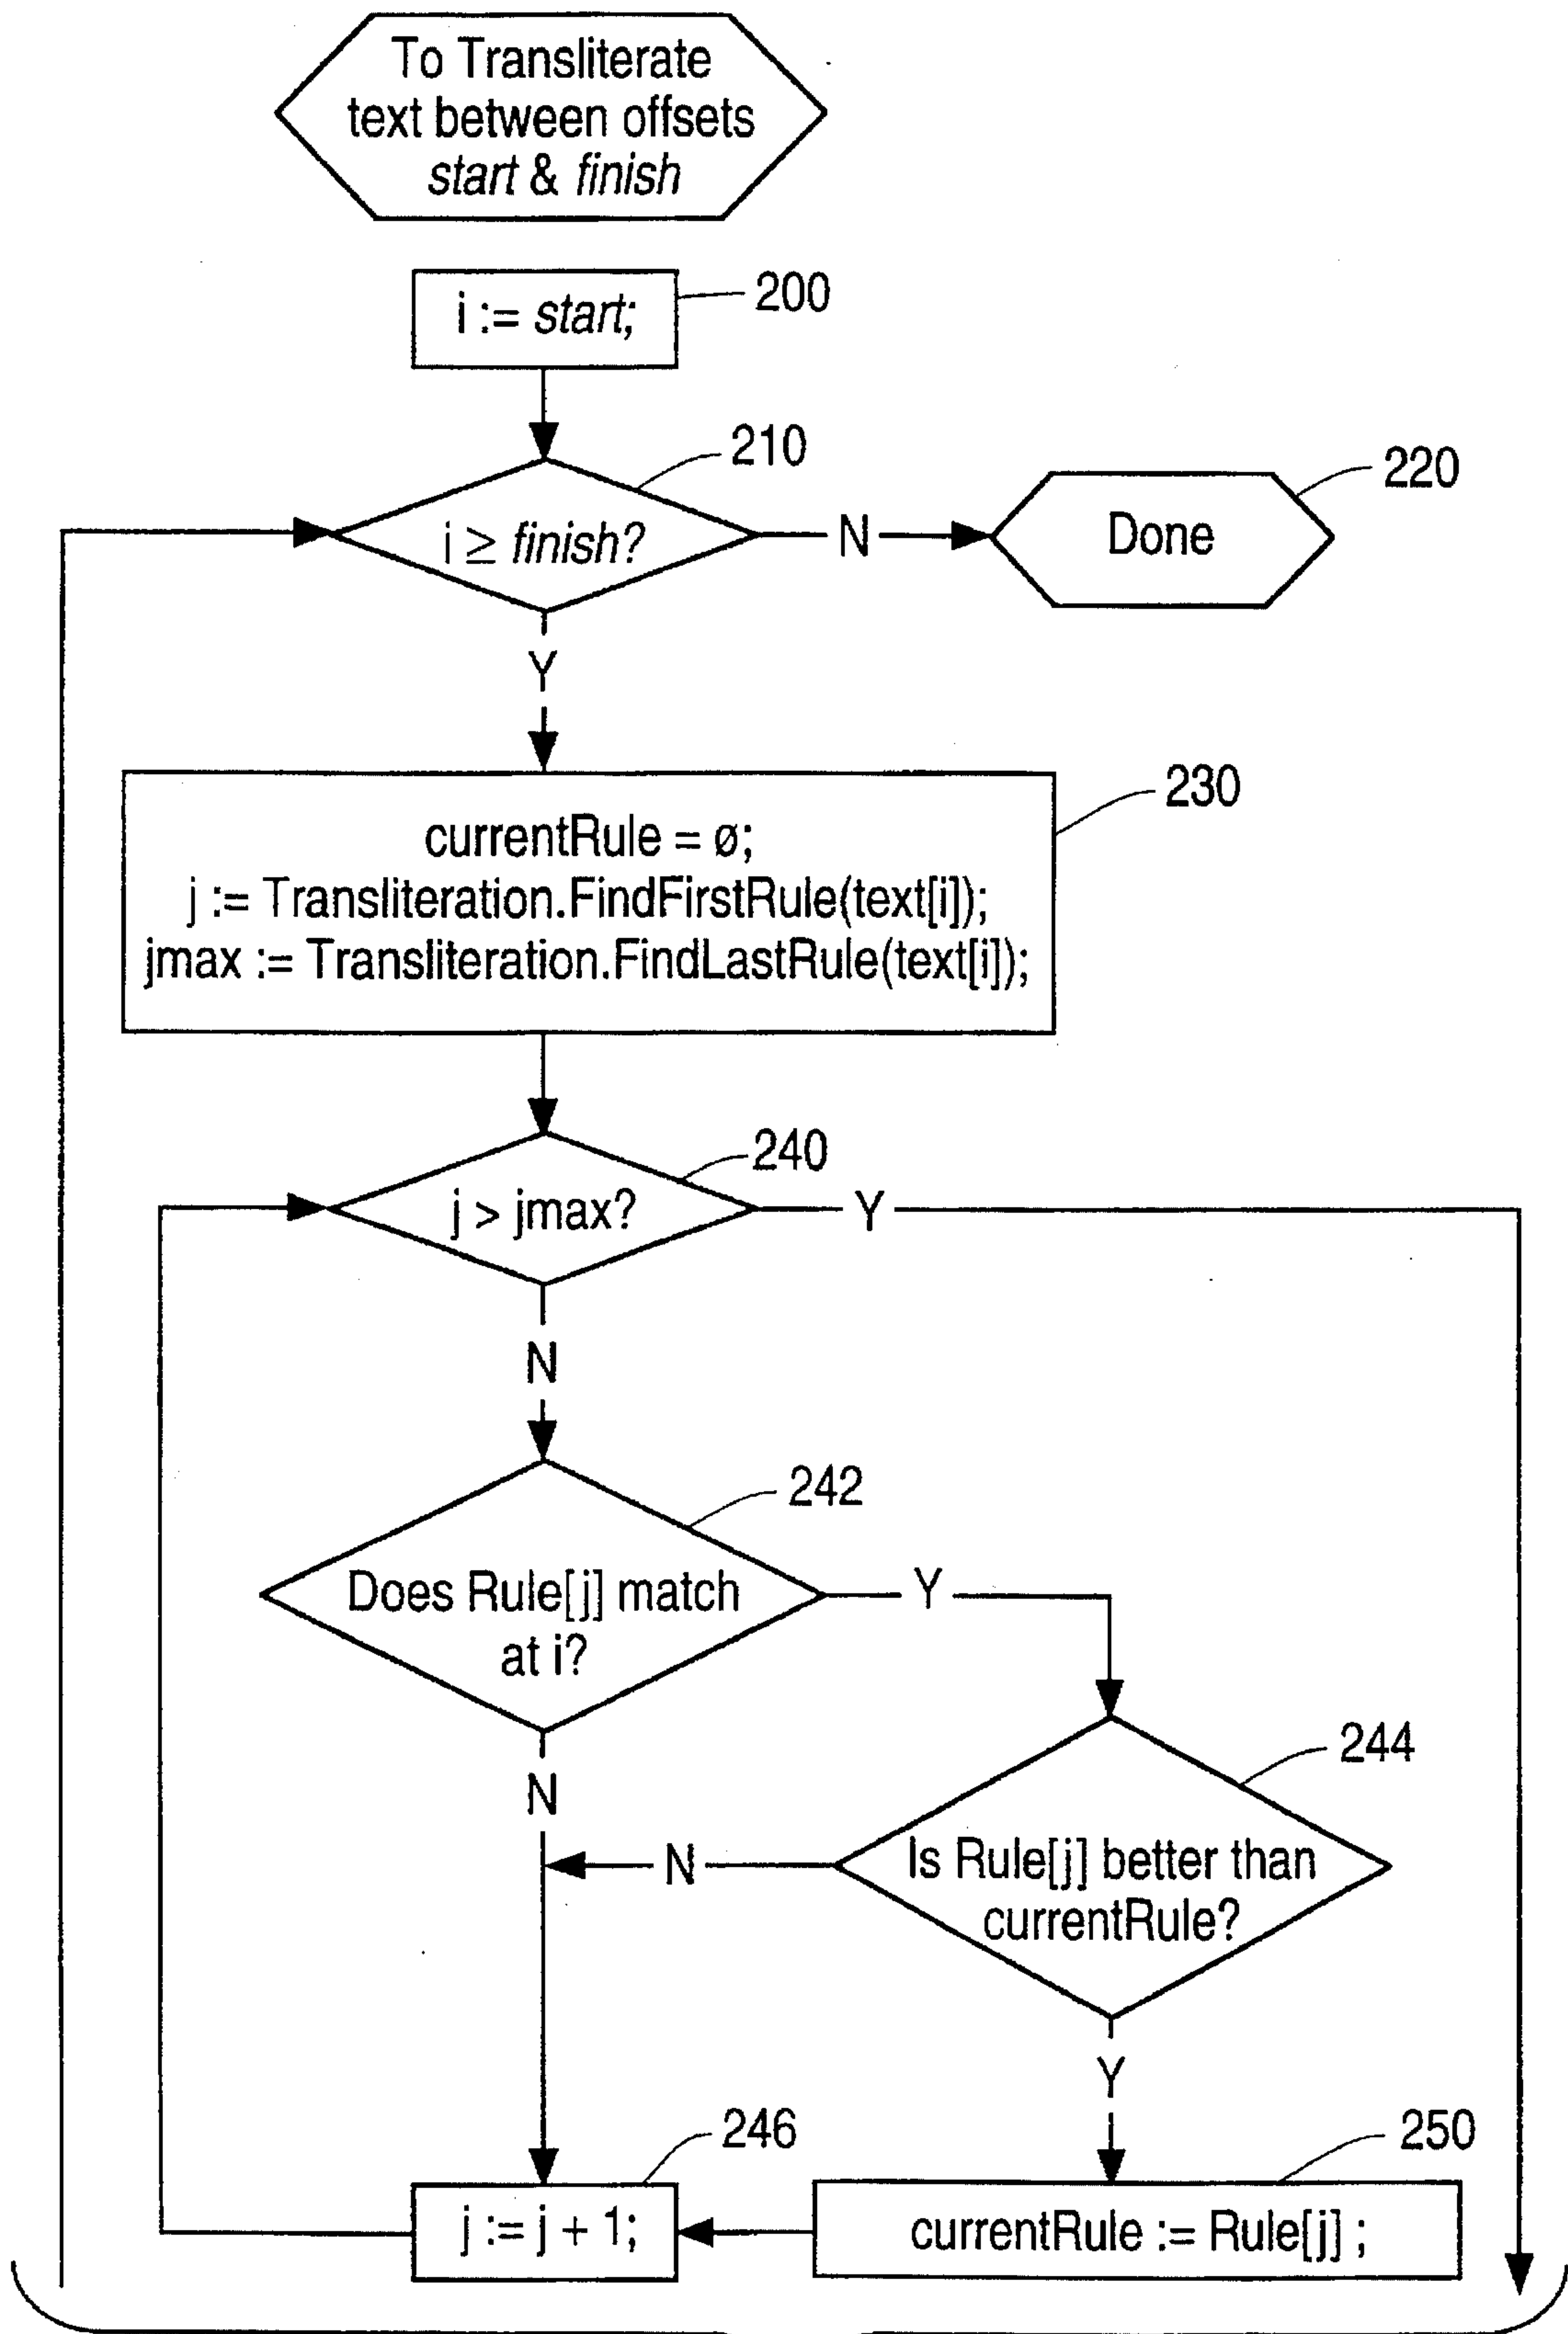 To Transliterate
text between offsets
start & finish
i := start;
200
210
i ≥ finish?
N
Done
220
Y
230
currentRule = ø;
j := Transliteration.FindFirstRule(text[i]);
jmax := Transliteration.FindLastRule(text[i]);
240
j > jmax?
Y
N
242
Does Rule[j] match
at i?
Y
N
244
Is Rule[j] better than
currentRule?
N
Y
246
j := j + 1;
250
currentRule := Rule[j] ;